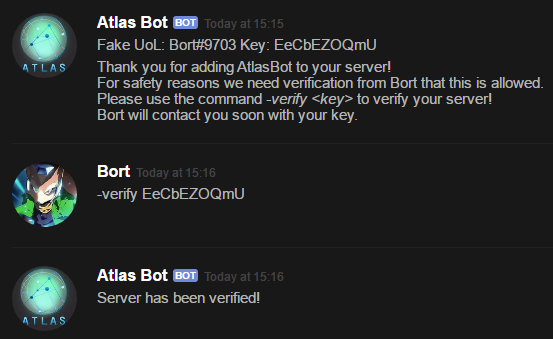 Atlas Bot BOT Today at 15:15
Fake UoL: Bort#9703 Key: EeCbEZOQmU
Thank you for adding AtlasBot to your server!
For safety reasons we need verification from Bort that this is allowed.
Please use the command -verify <key> to verify your server!
Bort will contact you soon with your key.
ATLAS
Bort Today at 15:16
-verify EeCbEZOQmU
Atlas Bot BOT Today at 15:16
Server has been verified!
ATLAS